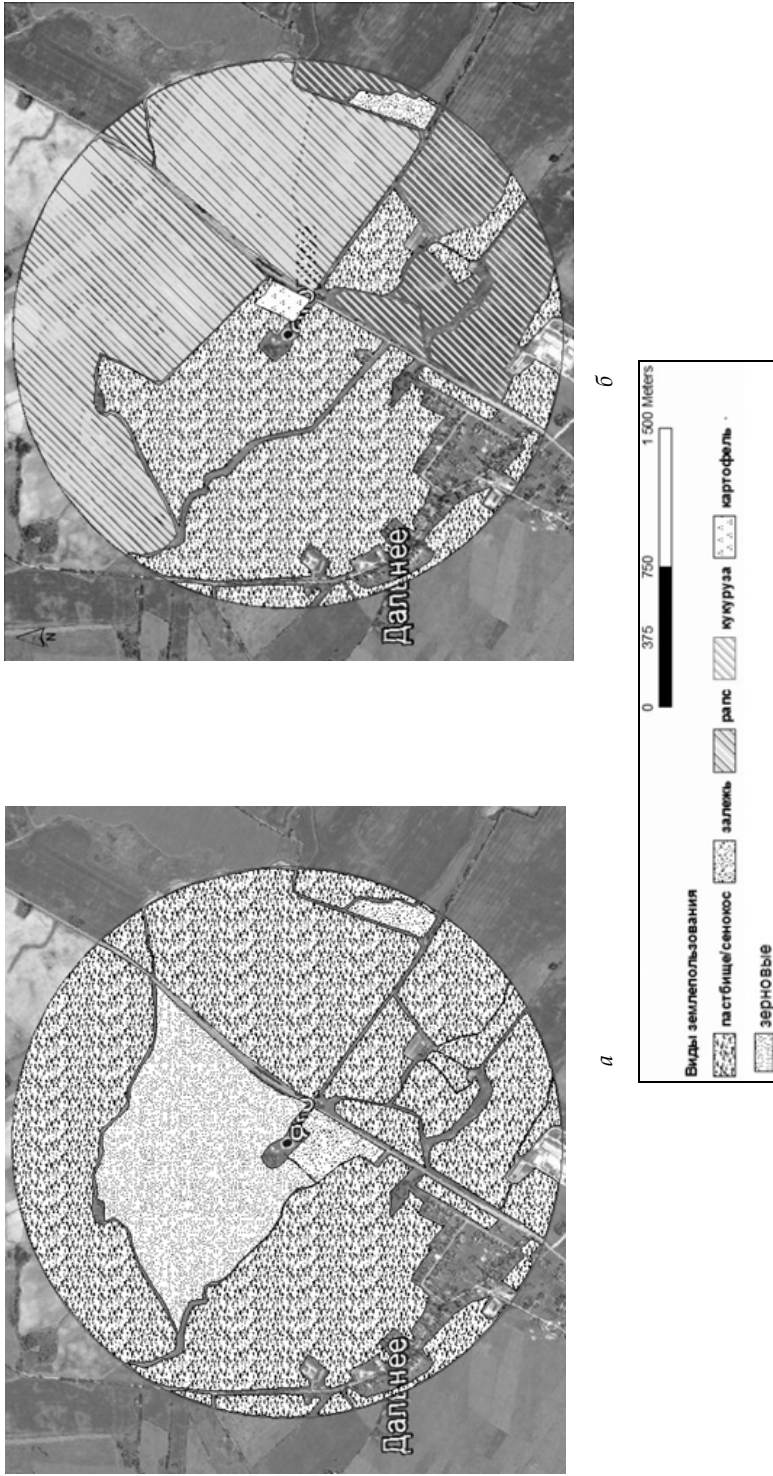 N
Дальнее
б
Дальнее
а
0 375 750 1 500 Meters
Виды землепользования
пастбище/сенокос залежь рапс кукуруза картофель
зерновые